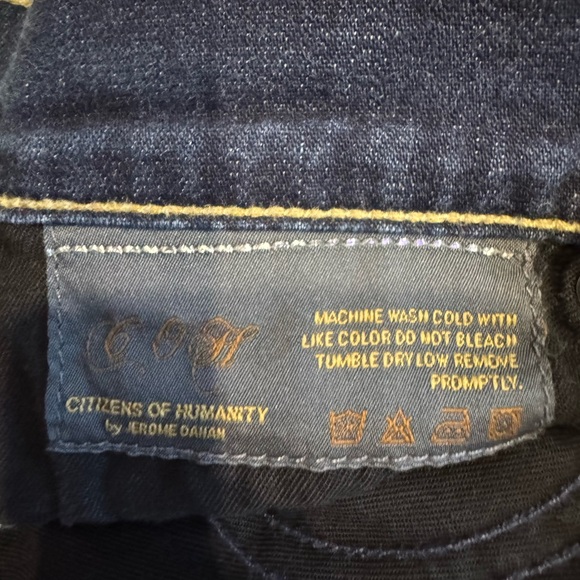 C O H
CITIZENS OF HUMANITY
by JEROME DAHAN
MACHINE WASH COLD WITH
LIKE COLOR DO NOT BLEACH
TUMBLE DRY LOW REMOVE
PROMPTLY.